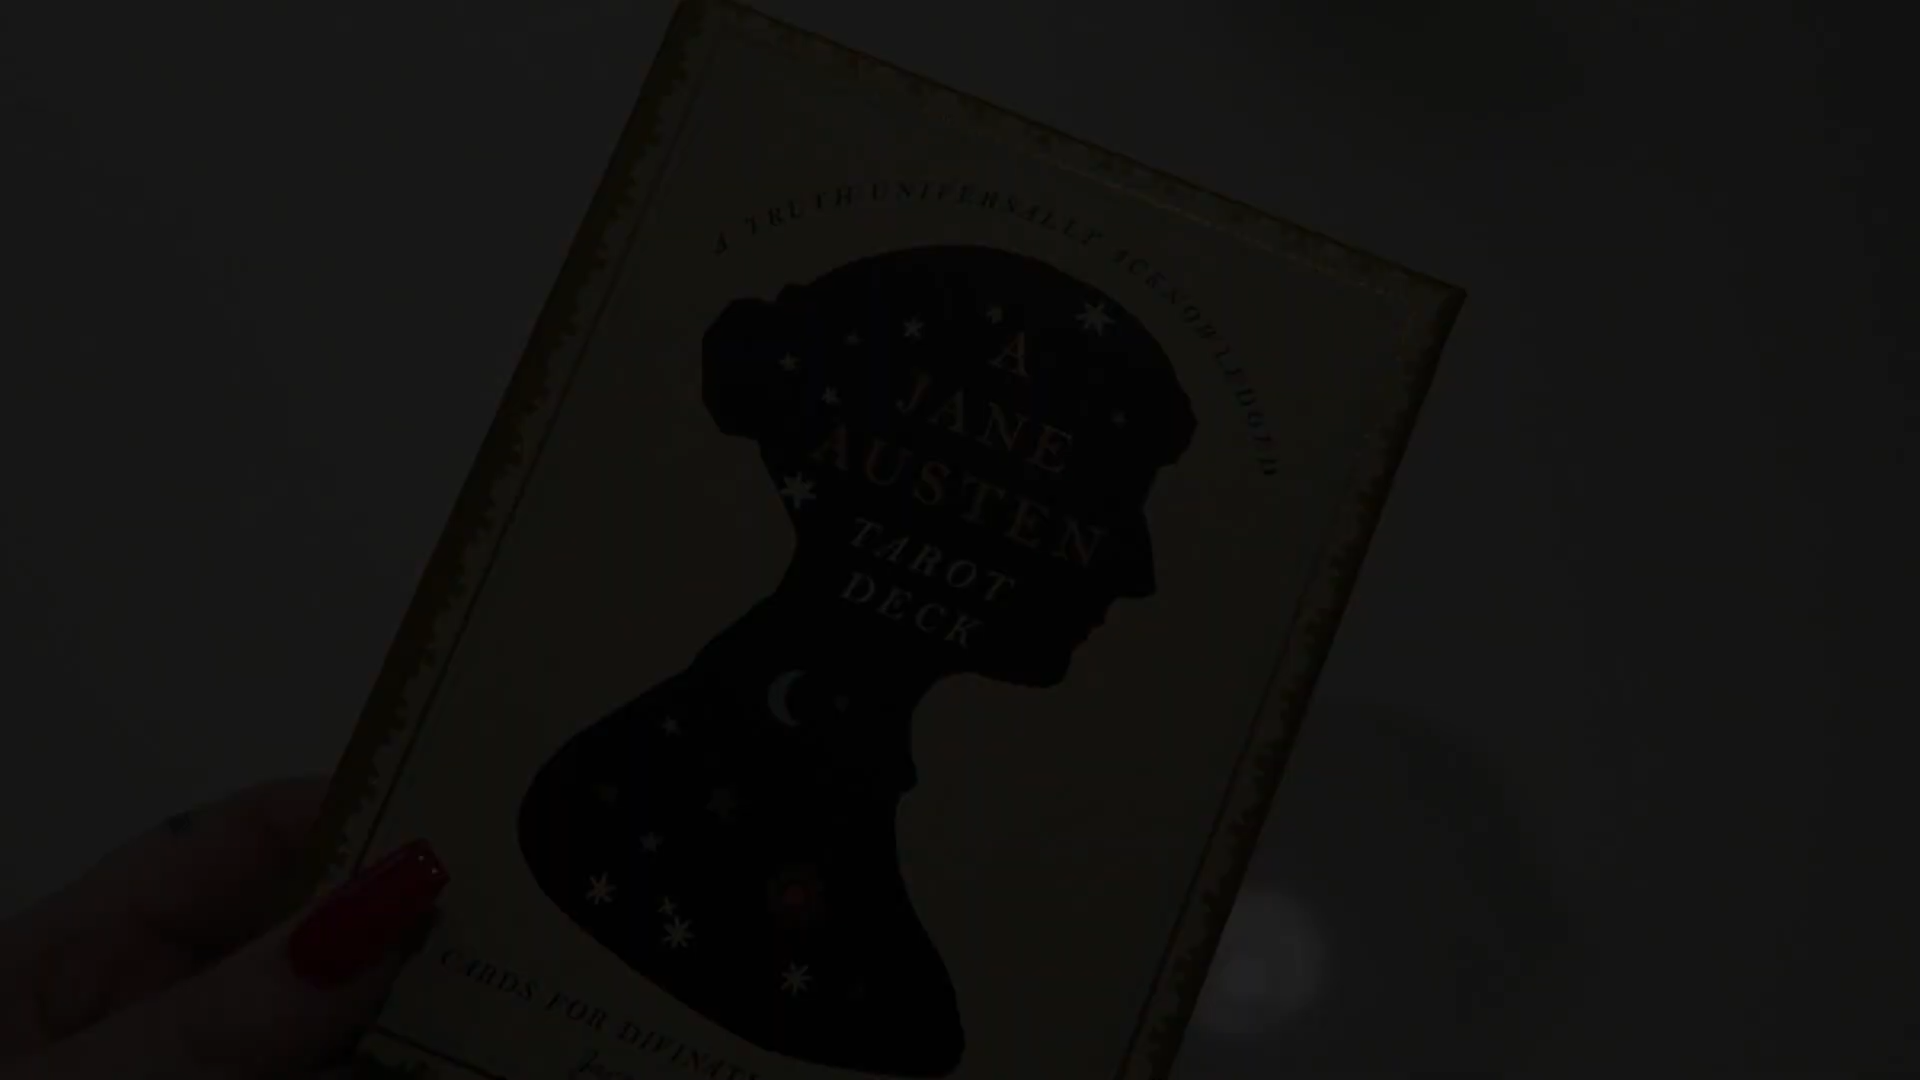 A TRUTH UNIVERSALLY ACKNOWLEDGED
A
JANE
AUSTEN
TAROT
DECK
CARDS FOR